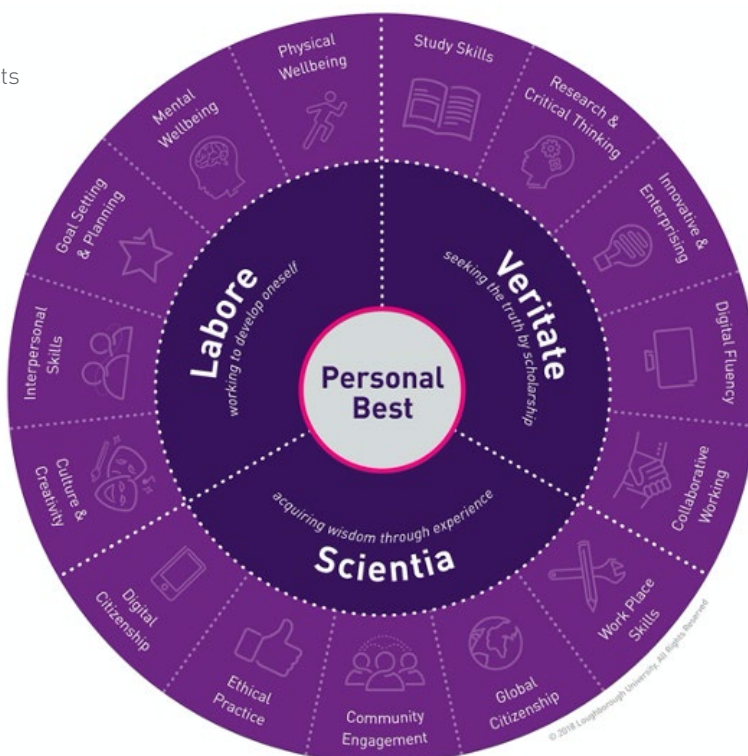 ts
Personal
Best
Veritate
seeking the truth by scholarship
Study Skills
Research &
Critical Thinking
Innovative &
Enterprising
Digital Fluency
Collaborative
Working
Scientia
acquiring wisdom through experience
Work Place
Skills
Global
Citizenship
Community
Engagement
Ethical
Practice
Digital
Citizenship
Labore
working to develop oneself
Culture &
Creativity
Interpersonal
Skills
Goal Setting
& Planning
Mental
Wellbeing
Physical
Wellbeing
© 2018 Loughborough University. All Rights Reserved